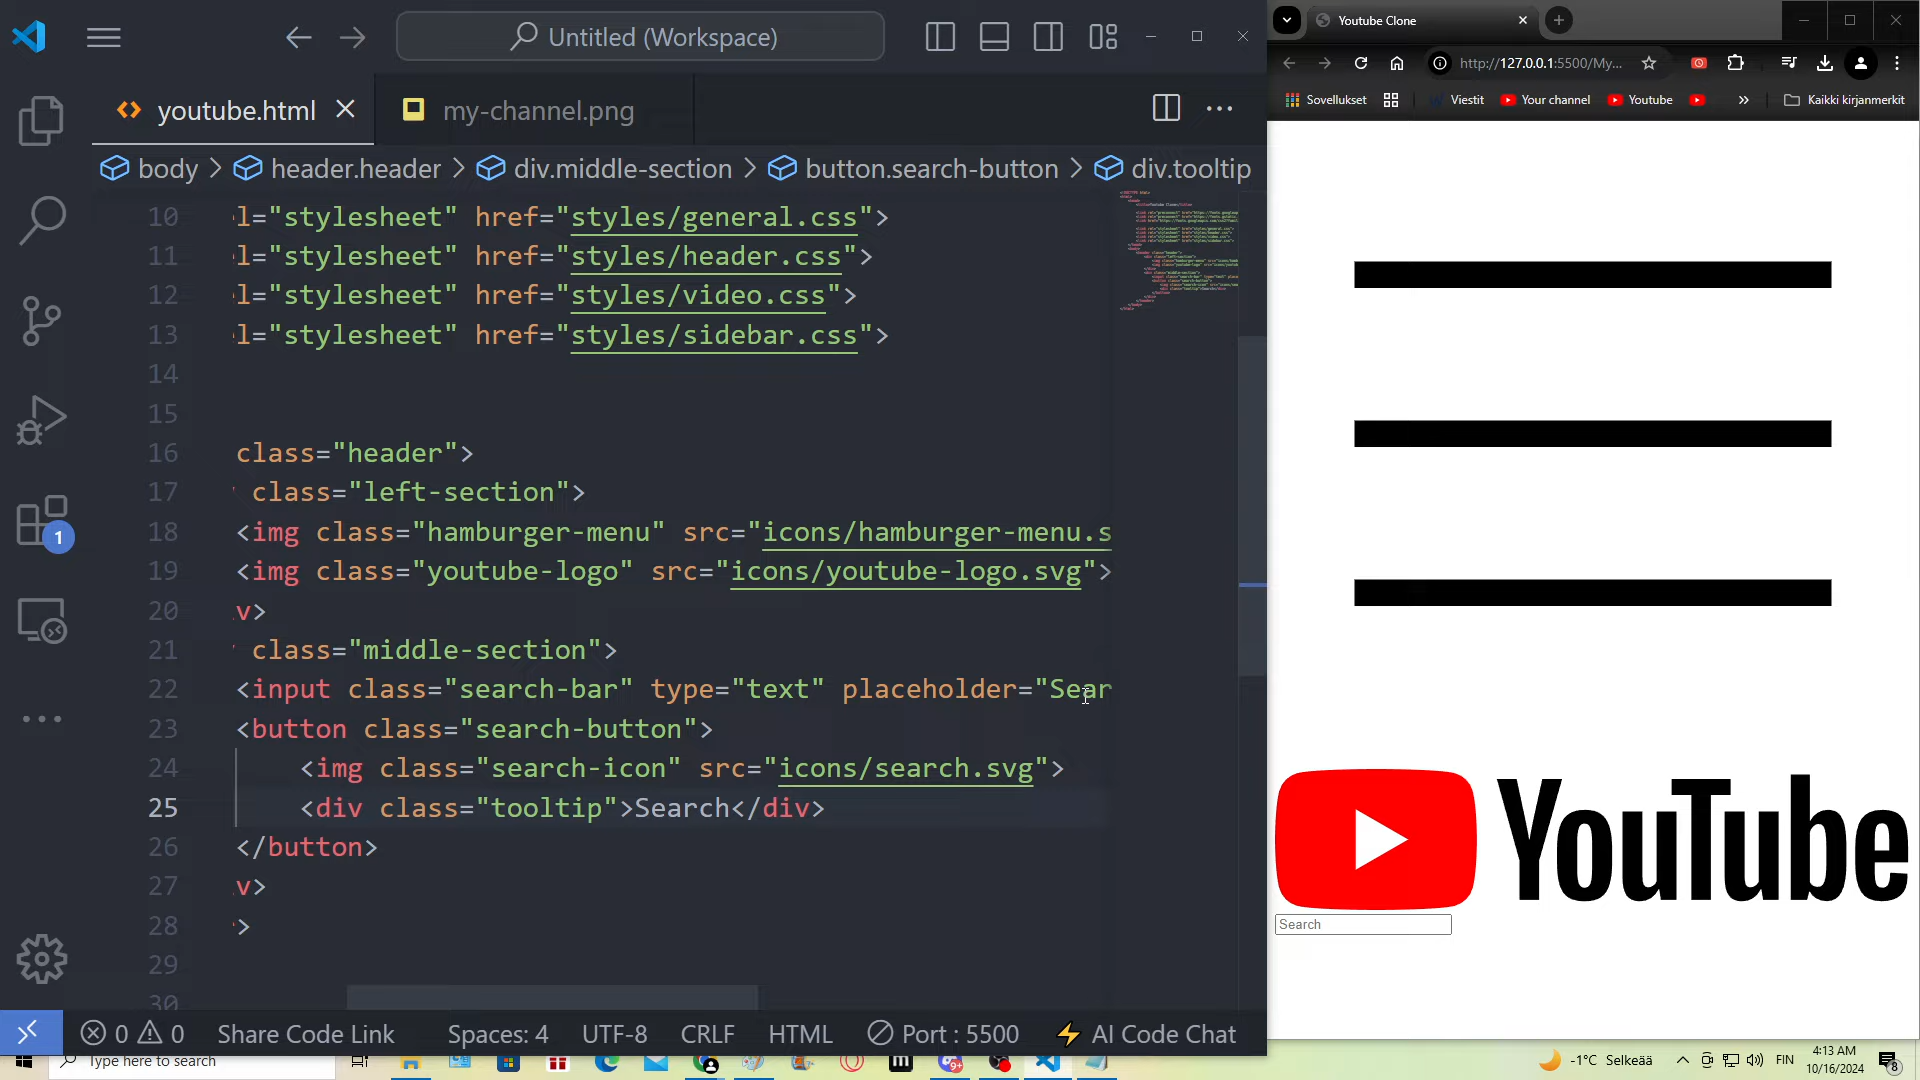 Untitled (Workspace)
youtube.html
my-channel.png
body > header.header > div.middle-section > button.search-button > div.tooltip
10 el="stylesheet" href="styles/general.css">
11 el="stylesheet" href="styles/header.css">
12 el="stylesheet" href="styles/video.css">
13 el="stylesheet" href="styles/sidebar.css">
14
15
16 class="header">
17 class="left-section">
18 <img class="hamburger-menu" src="icons/hamburger-menu.s
19 <img class="youtube-logo" src="icons/youtube-logo.svg">
20 v>
21 class="middle-section">
22 <input class="search-bar" type="text" placeholder="Sear
23 <button class="search-button">
24 <img class="search-icon" src="icons/search.svg">
25 <div class="tooltip">Search</div>
26 </button>
27 v>
28 >
29
30
1
0 0 Share Code Link Spaces: 4 UTF-8 CRLF HTML Port : 5500 AI Code Chat
Youtube Clone
http://127.0.0.1:5500/My...
Sovellukset Viestit Your channel Youtube » Kaikki kirjanmerkit
YouTube
Search
Type here to search
9+
-1°C Selkeää
FIN
4:13 AM
10/16/2024
8